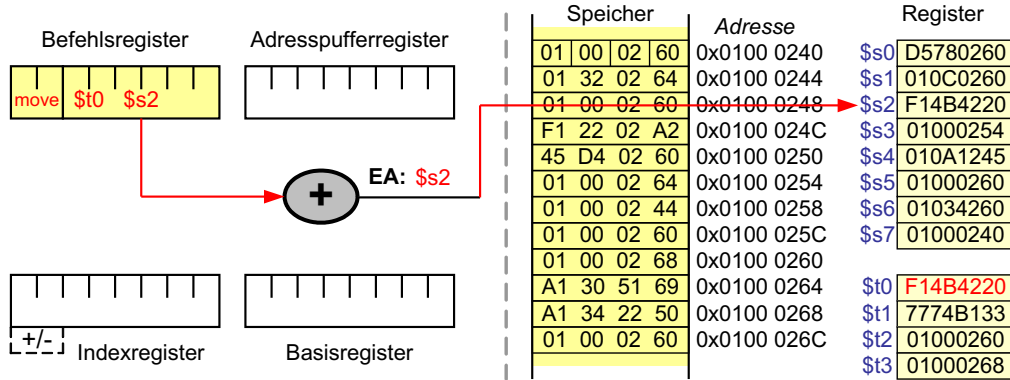 Speicher
Adresse
Register
Befehlsregister
Adresspufferregister
move $t0 $s2
+
EA: $s2
01 00 02 60 0x0100 0240
01 32 02 64 0x0100 0244
01 00 02 60 0x0100 0248
F1 22 02 A2 0x0100 024C
45 D4 02 60 0x0100 0250
01 00 02 64 0x0100 0254
01 00 02 44 0x0100 0258
01 00 02 60 0x0100 025C
01 00 02 68 0x0100 0260
A1 30 51 69 0x0100 0264
A1 34 22 50 0x0100 0268
01 00 02 60 0x0100 026C
$s0 D5780260
$s1 010C0260
$s2 F14B4220
$s3 01000254
$s4 010A1245
$s5 01000260
$s6 01034260
$s7 01000240
$t0 F14B4220
$t1 7774B133
$t2 01000260
$t3 01000268
+/-
Indexregister
Basisregister